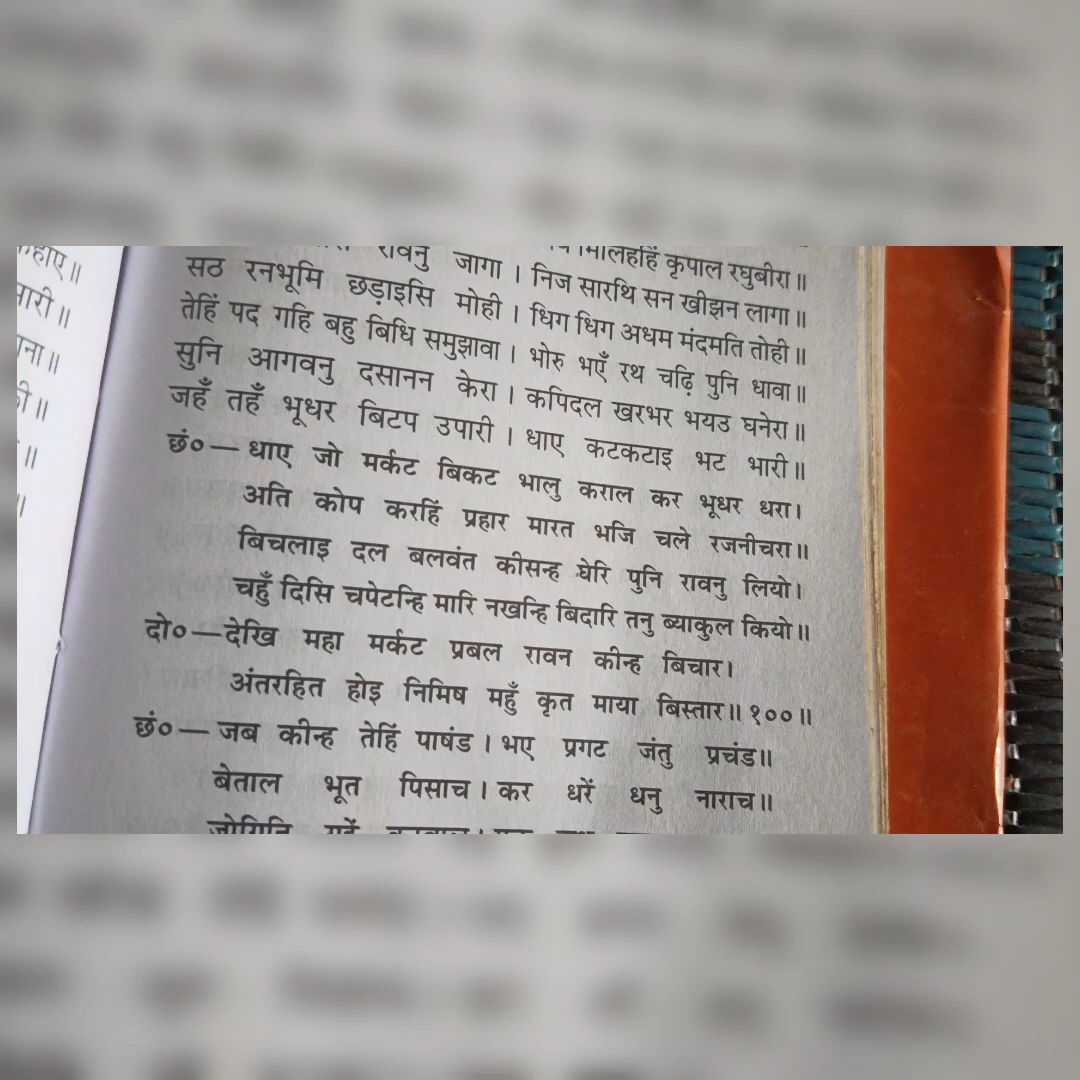 हाए॥
ारी॥
ना॥
ी॥
॥
॥
मिलिहहिं कृपाल रघुबीरा॥
रावनु जागा। निज सारथि सन खीझन लागा॥
सठ रनभूमि छड़ाइसि मोही। धिग धिग अधम मंदमति तोही॥
तेहिं पद गहि बहु बिधि समुझावा। भोरु भएँ रथ चढ़ि पुनि धावा॥
सुनि आगवनु दसानन केरा। कपिदल खरभर भयउ घनेरा॥
जहँ तहँ भूधर बिटप उपारी। धाए कटकटाइ भट भारी॥
छं०—धाए जो मर्कट बिकट भालु कराल कर भूधर धरा।
अति कोप करहिं प्रहार मारत भजि चले रजनीचरा॥
बिचलाइ दल बलवंत कीसन्ह घेरि पुनि रावनु लियो।
चहुँ दिसि चपेटन्हि मारि नखन्हि बिदारि तनु ब्याकुल कियो॥
दो०—देखि महा मर्कट प्रबल रावन कीन्ह बिचार।
अंतरहित होइ निमिष महुँ कृत माया बिस्तार॥१००॥
छं०—जब कीन्ह तेहिं पाषंड। भए प्रगट जंतु प्रचंड॥
बेताल भूत पिसाच। कर धरें धनु नाराच॥
जोगिनि गहें